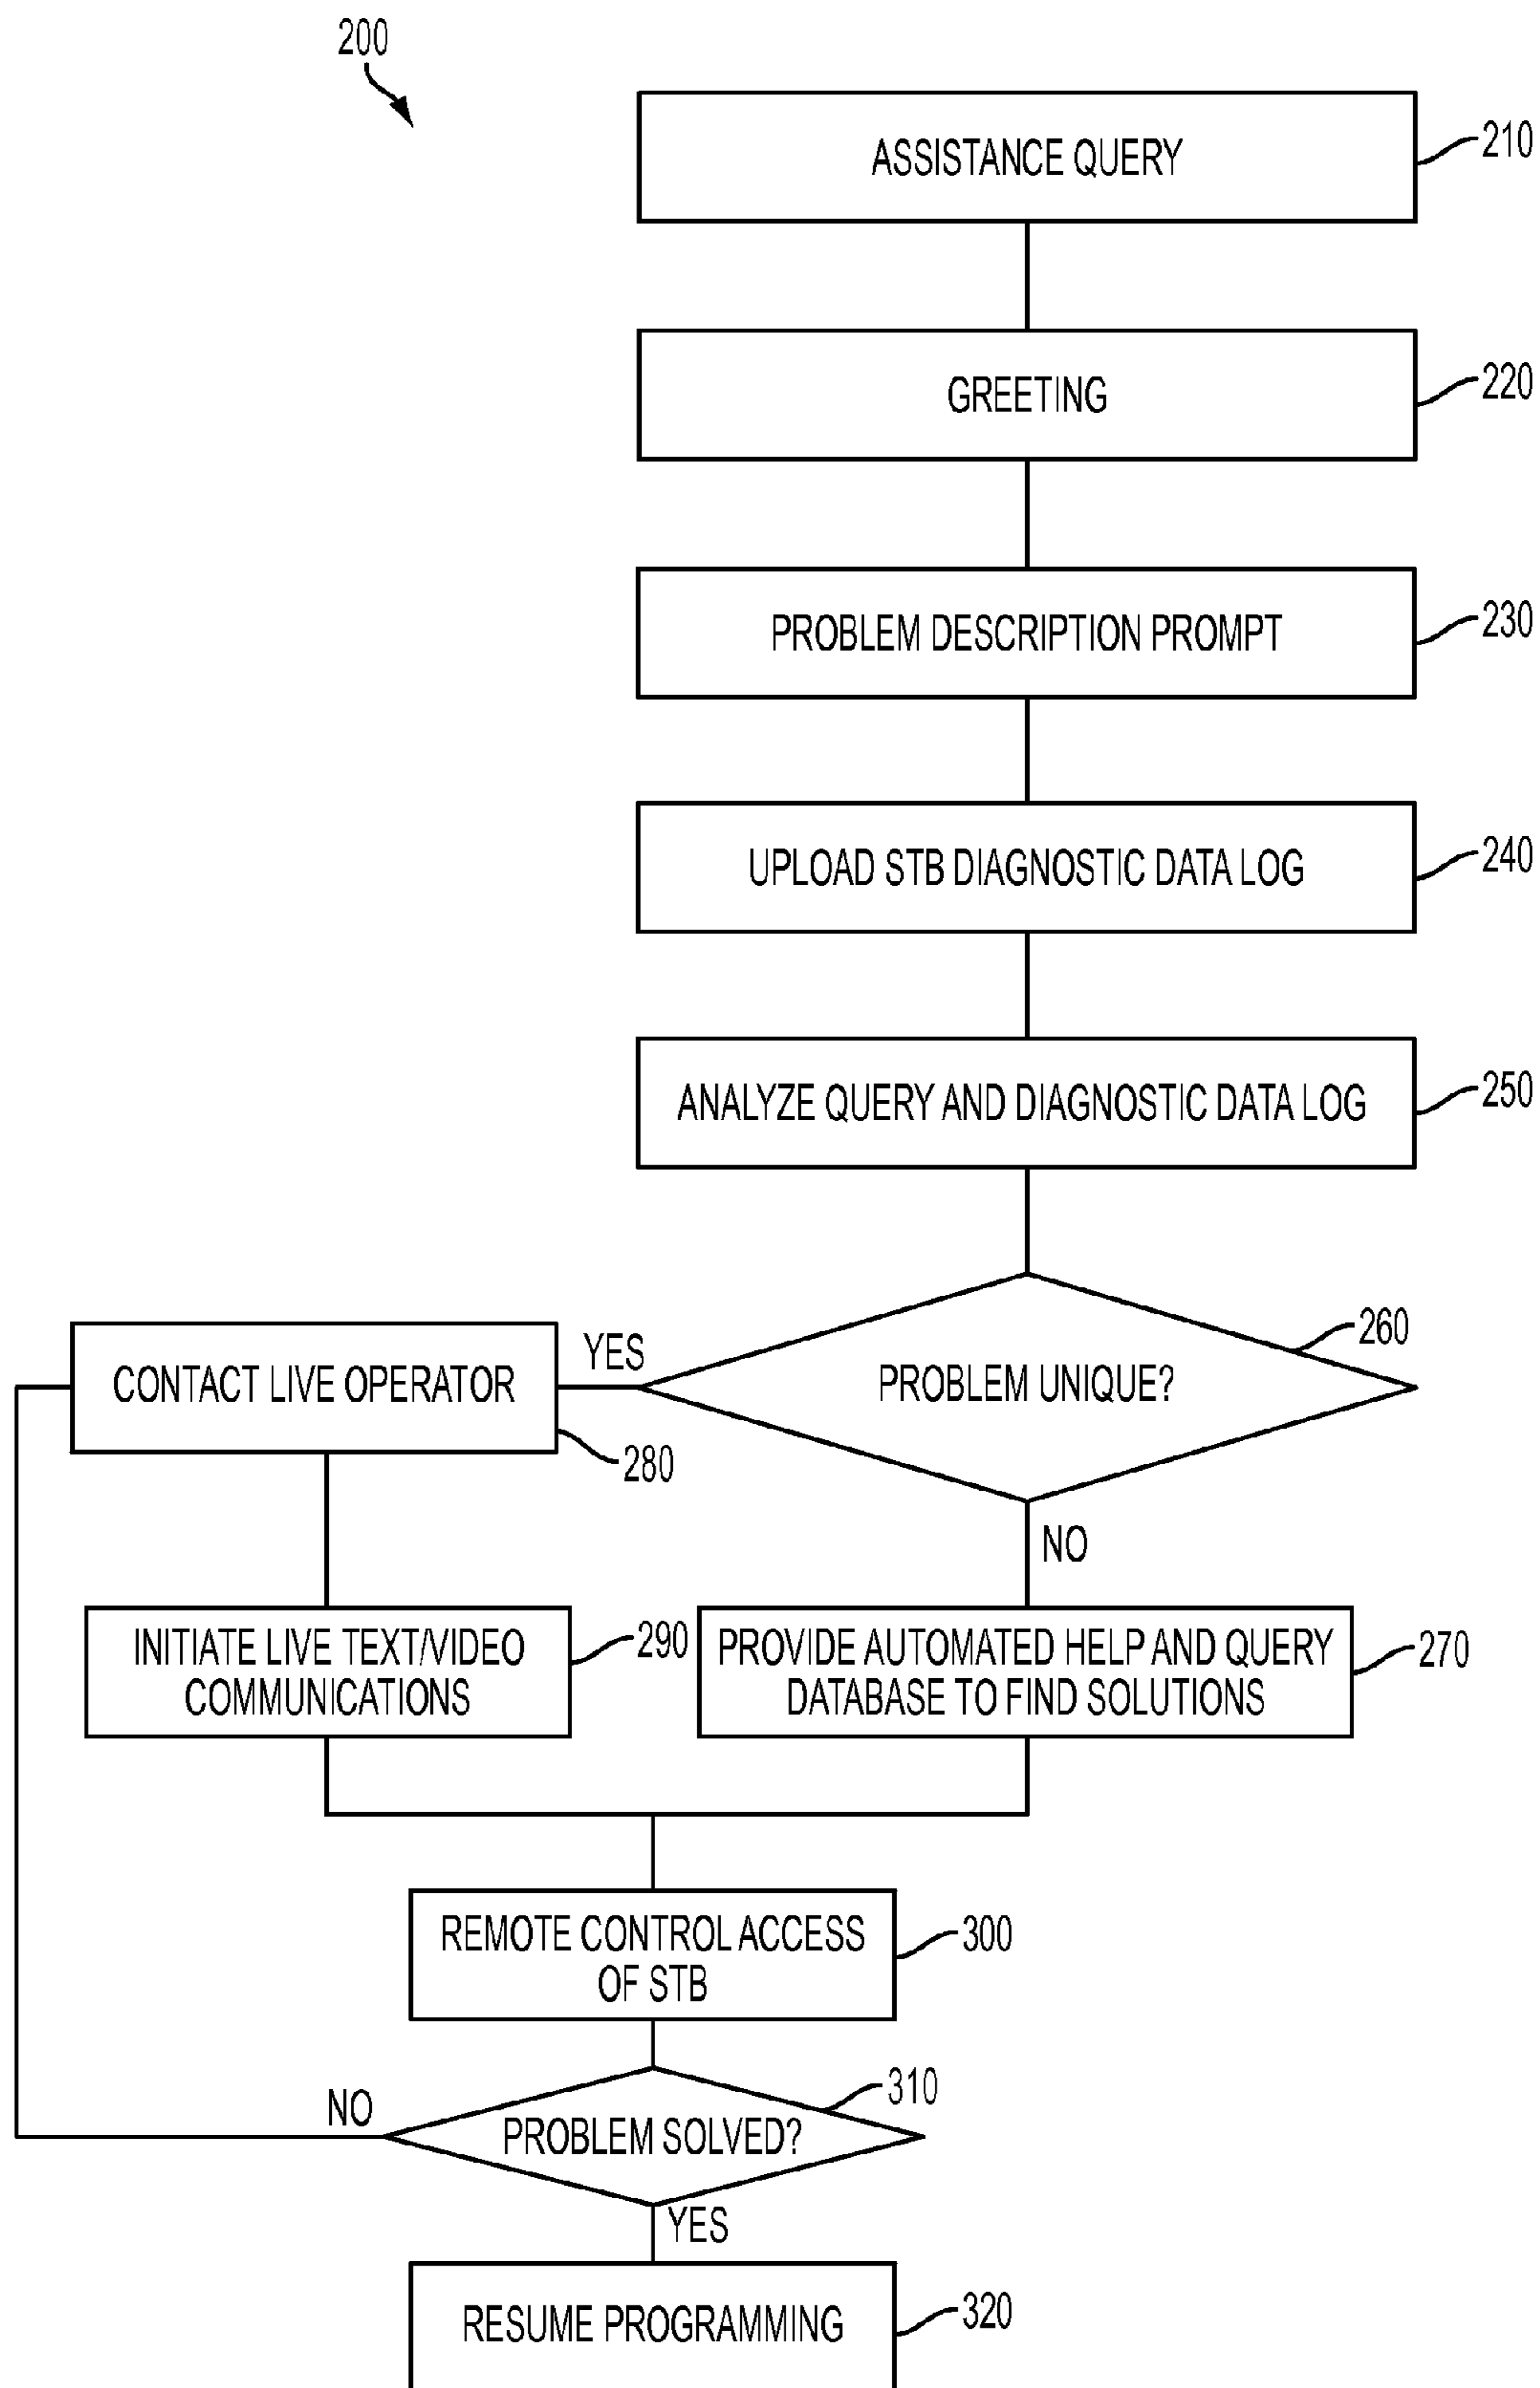 200
ASSISTANCE QUERY
210
GREETING
220
PROBLEM DESCRIPTION PROMPT
230
UPLOAD STB DIAGNOSTIC DATA LOG
240
ANALYZE QUERY AND DIAGNOSTIC DATA LOG
250
PROBLEM UNIQUE?
260
YES
CONTACT LIVE OPERATOR
280
NO
INITIATE LIVE TEXT/VIDEO
COMMUNICATIONS
290
PROVIDE AUTOMATED HELP AND QUERY
DATABASE TO FIND SOLUTIONS
270
REMOTE CONTROL ACCESS
OF STB
300
PROBLEM SOLVED?
310
NO
YES
RESUME PROGRAMMING
320